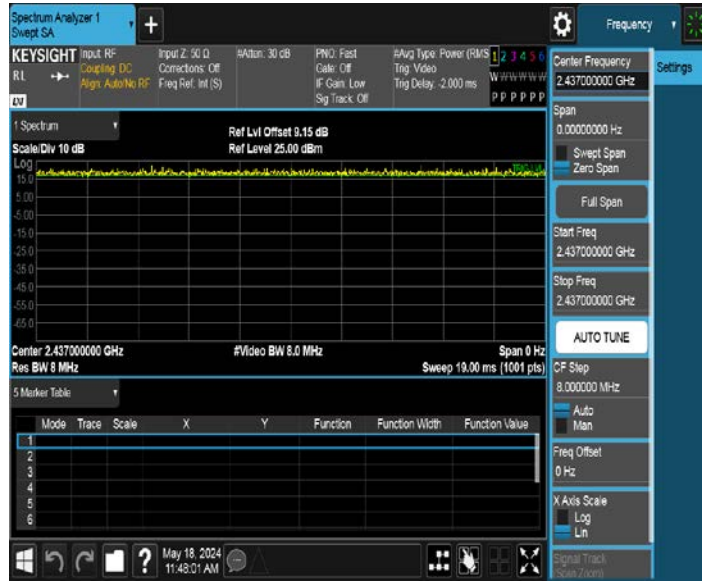 Spectrum Analyzer 1
Swept SA
+
Frequency
KEYSIGHT
RL
Input: RF
Coupling: DC
Align: Auto/No RF
Input Z: 50 Ω
Corrections: Off
Freq Ref: Int (S)
#Atten: 30 dB
PNO: Fast
Gate: Off
IF Gain: Low
Sig Track: Off
#Avg Type: Power (RMS
Trig: Video
Trig Delay: -2.000 ms
1 2 3 4 5 6
W W W W W W
P P P P P P
LXI
1 Spectrum
Scale/Div 10 dB
Ref Lvl Offset 9.15 dB
Ref Level 25.00 dBm
Log
15.0
5.00
-5.00
-15.0
-25.0
-35.0
-45.0
-55.0
-65.0
Center 2.437000000 GHz
Res BW 8 MHz
#Video BW 8.0 MHz
Span 0 Hz
Sweep 19.00 ms (1001 pts)
5 Marker Table
Mode Trace Scale X Y Function Function Width Function Value
1
2
3
4
5
6
May 18, 2024
11:48:01 AM
?
Center Frequency
2.437000000 GHz
Span
0.00000000 Hz
Swept Span
Zero Span
Full Span
Start Freq
2.437000000 GHz
Stop Freq
2.437000000 GHz
AUTO TUNE
CF Step
8.000000 MHz
Auto
Man
Freq Offset
0 Hz
X Axis Scale
Log
Lin
Signal Track
(Span Zoom)
Settings